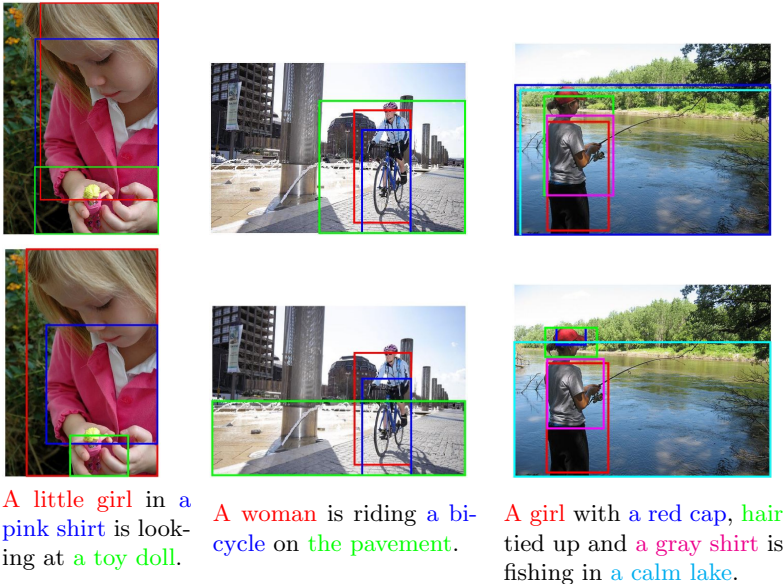 A little girl in a
pink shirt is look-
ing at a toy doll.
A woman is riding a bi-
cycle on the pavement.
A girl with a red cap, hair
tied up and a gray shirt is
fishing in a calm lake.